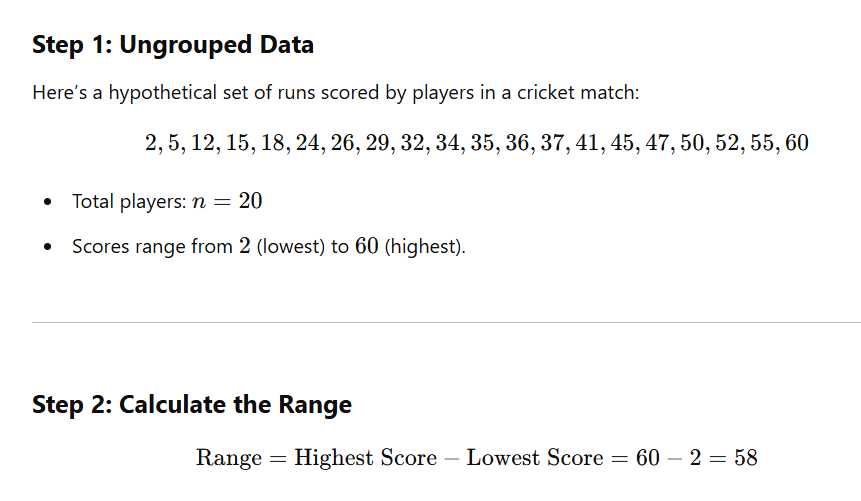 Step 1: Ungrouped Data
Here's a hypothetical set of runs scored by players in a cricket match:
2, 5, 12, 15, 18, 24, 26, 29, 32, 34, 35, 36, 37, 41, 45, 47, 50, 52, 55, 60
• Total players: n = 20
• Scores range from 2 (lowest) to 60 (highest).
Step 2: Calculate the Range
Range = Highest Score − Lowest Score = 60 − 2 = 58